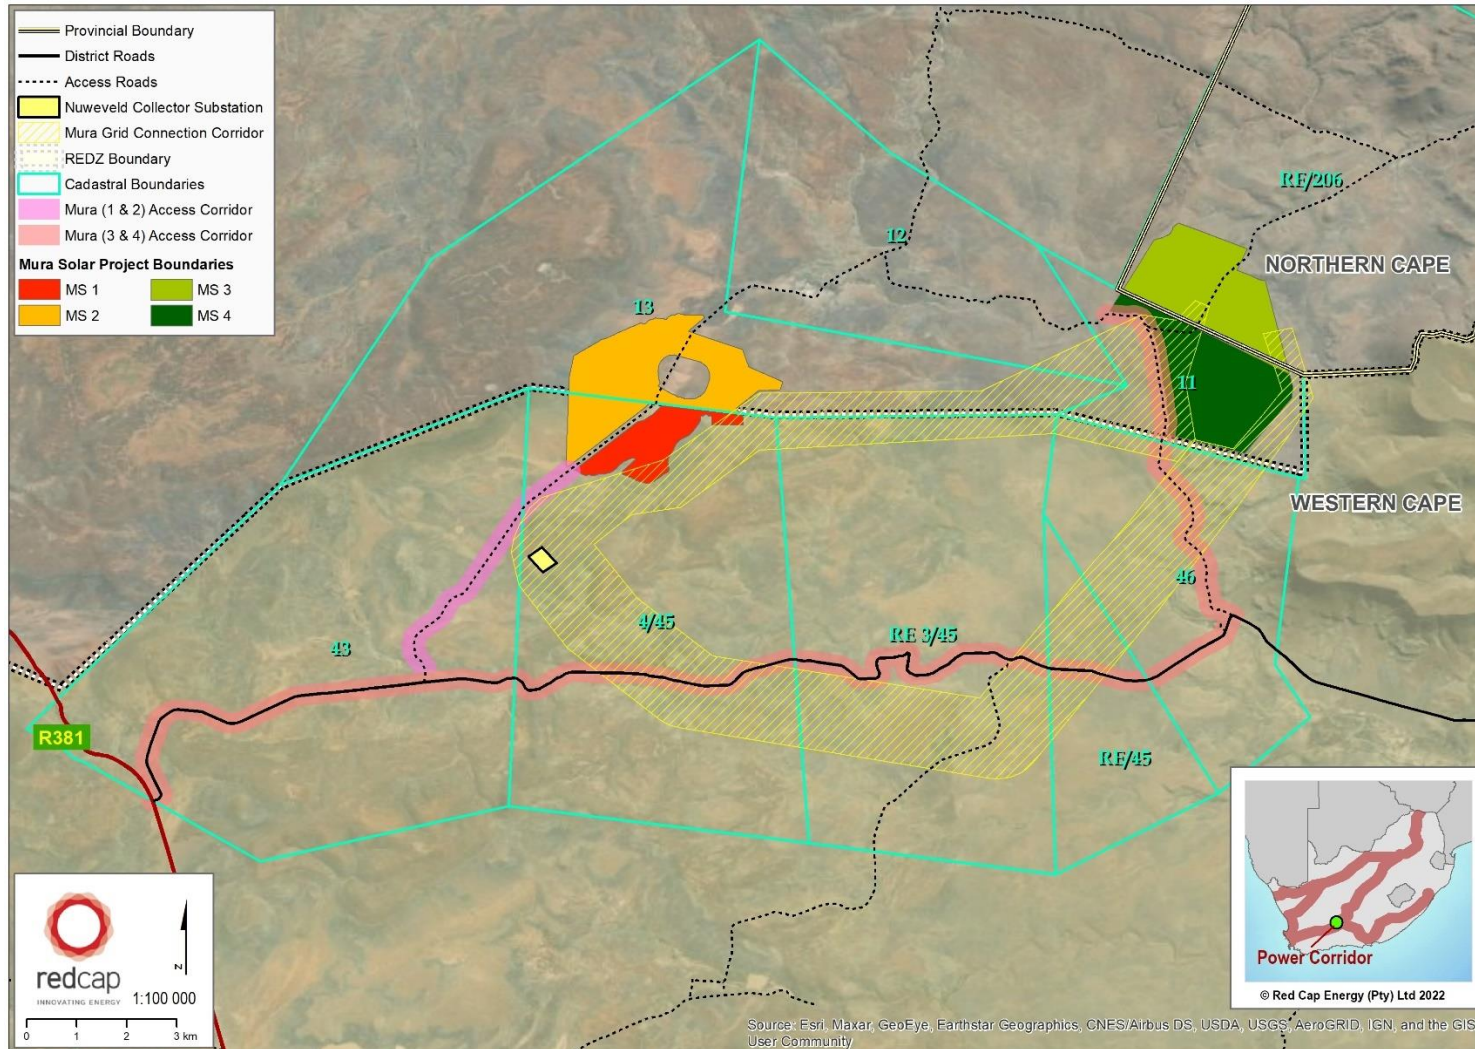 Provincial Boundary
District Roads
Access Roads
Nuweveld Collector Substation
Mura Grid Connection Corridor
REDZ Boundary
Cadastral Boundaries
Mura (1 & 2) Access Corridor
Mura (3 & 4) Access Corridor
Mura Solar Project Boundaries
MS 1
MS 3
MS 2
MS 4
RE/206
12
NORTHERN CAPE
13
11
WESTERN CAPE
46
4/45
RE 3/45
43
R381
RE/45
redcap
INNOVATING ENERGY
z
1:100 000
0 1 2 3 km
Power Corridor
© Red Cap Energy (Pty) Ltd 2022
Source: Esri, Maxar, GeoEye, Earthstar Geographics, CNES/Airbus DS, USDA, USGS, AeroGRID, IGN, and the GIS
User Community